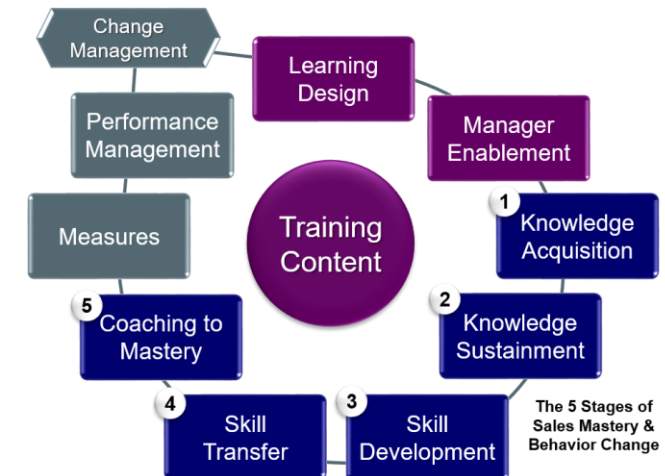 Change
Management
Learning
Design
Manager
Enablement
1
Knowledge
Acquisition
2
Knowledge
Sustainment
3
Skill
Development
4
Skill
Transfer
5
Coaching to
Mastery
Measures
Performance
Management
Training
Content
The 5 Stages of
Sales Mastery &
Behavior Change